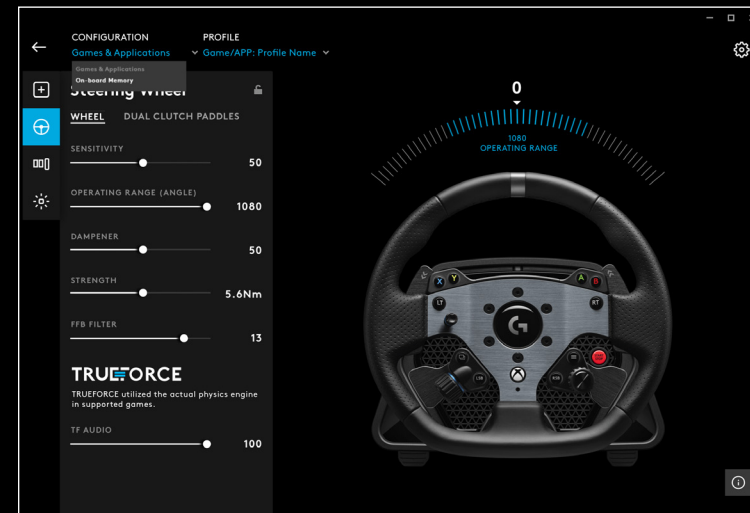 CONFIGURATION
PROFILE
Games & Applications
Game/APP: Profile Name
Games & Applications
On-board Memory
Steering Wheel
WHEEL
DUAL CLUTCH PADDLES
SENSITIVITY
50
OPERATING RANGE (ANGLE)
1080
DAMPENER
50
STRENGTH
5.6Nm
FFB FILTER
13
TRUEFORCE
TRUEFORCE utilized the actual physics engine
in supported games.
TF AUDIO
100
0
1080
OPERATING RANGE
X
Y
A
B
LT
RT
G
LSB
RSB